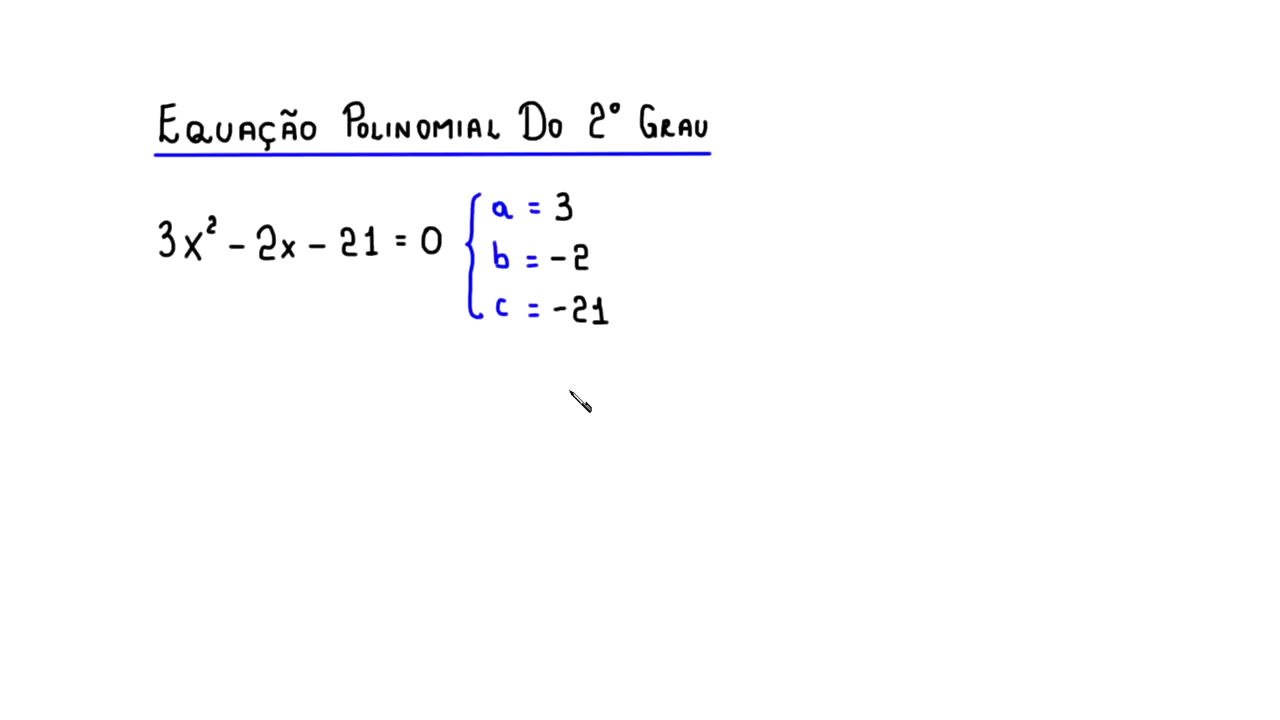 Equação Polinomial Do 2° Grau
3x² - 2x - 21 = 0
a = 3
b = -2
c = -21